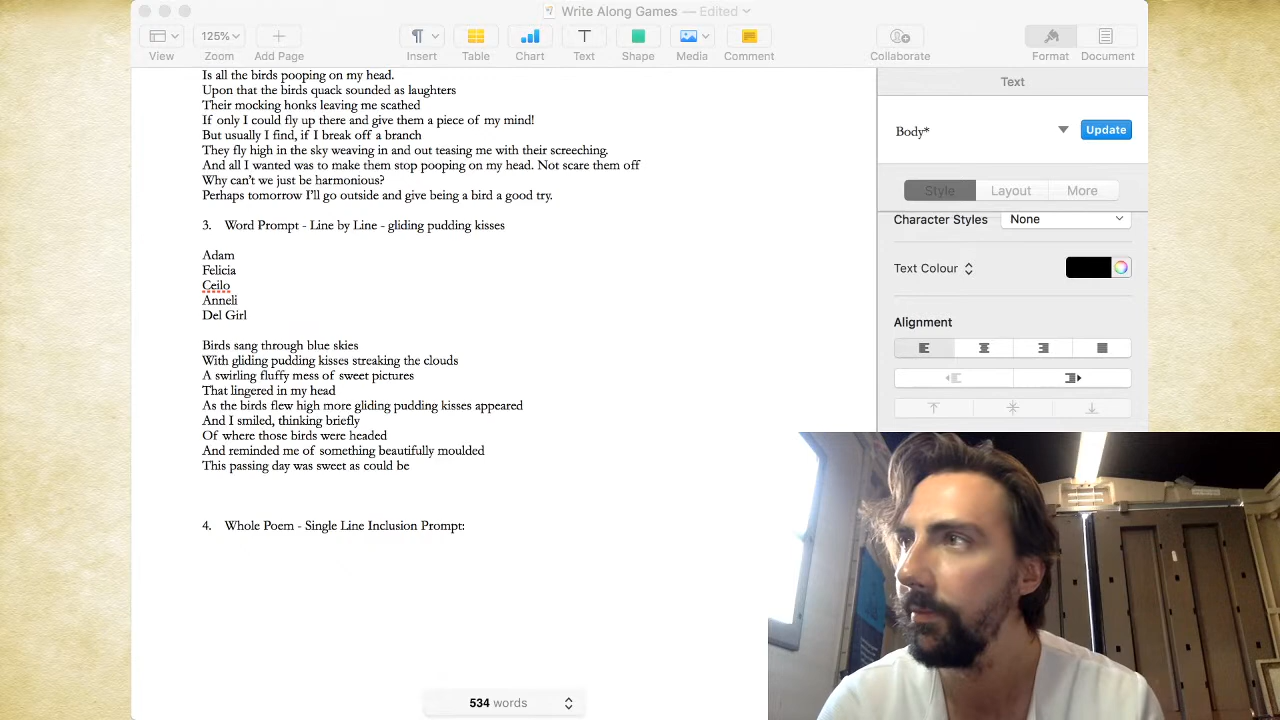 Write Along Games — Edited
125%
View Zoom Add Page Insert Table Chart Text Shape Media Comment Collaborate Format Document
Is all the birds pooping on my head.
Upon that the birds quack sounded as laughters
Their mocking honks leaving me scathed
If only I could fly up there and give them a piece of my mind!
But usually I find, if I break off a branch
They fly high in the sky weaving in and out teasing me with their screeching.
And all I wanted was to make them stop pooping on my head. Not scare them off
Why can't we just be harmonious?
Perhaps tomorrow I'll go outside and give being a bird a good try.
3. Word Prompt - Line by Line - gliding pudding kisses
Adam
Felicia
Ceilo
Anneli
Del Girl
Birds sang through blue skies
With gliding pudding kisses streaking the clouds
A swirling fluffy mess of sweet pictures
That lingered in my head
As the birds flew high more gliding pudding kisses appeared
And I smiled, thinking briefly
Of where those birds were headed
And reminded me of something beautifully moulded
This passing day was sweet as could be
4. Whole Poem - Single Line Inclusion Prompt:
534 words
Text
Body*
Update
Style Layout More
Character Styles None
Text Colour
Alignment